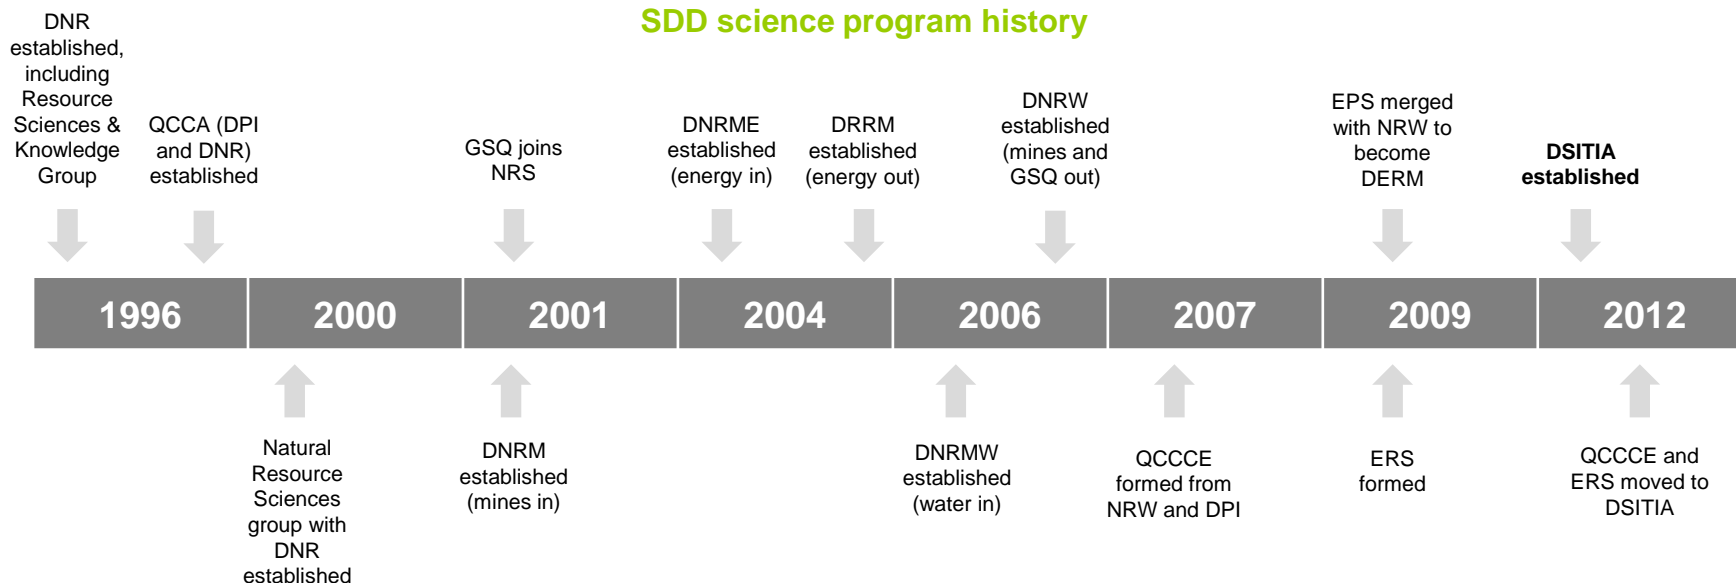 SDD science program history
DNR
established,
including
Resource
Sciences &
Knowledge
Group
QCCA (DPI
and DNR)
established
GSQ joins
NRS
DNRME
established
(energy in)
DRRM
established
(energy out)
DNRW
established
(mines and
GSQ out)
EPS merged
with NRW to
become
DERM
DSITIA
established
1996
2000
2001
2004
2006
2007
2009
2012
Natural
Resource
Sciences
group with
DNR
established
DNRM
established
(mines in)
DNRMW
established
(water in)
QCCCE
formed from
NRW and DPI
ERS
formed
QCCCE and
ERS moved to
DSITIA